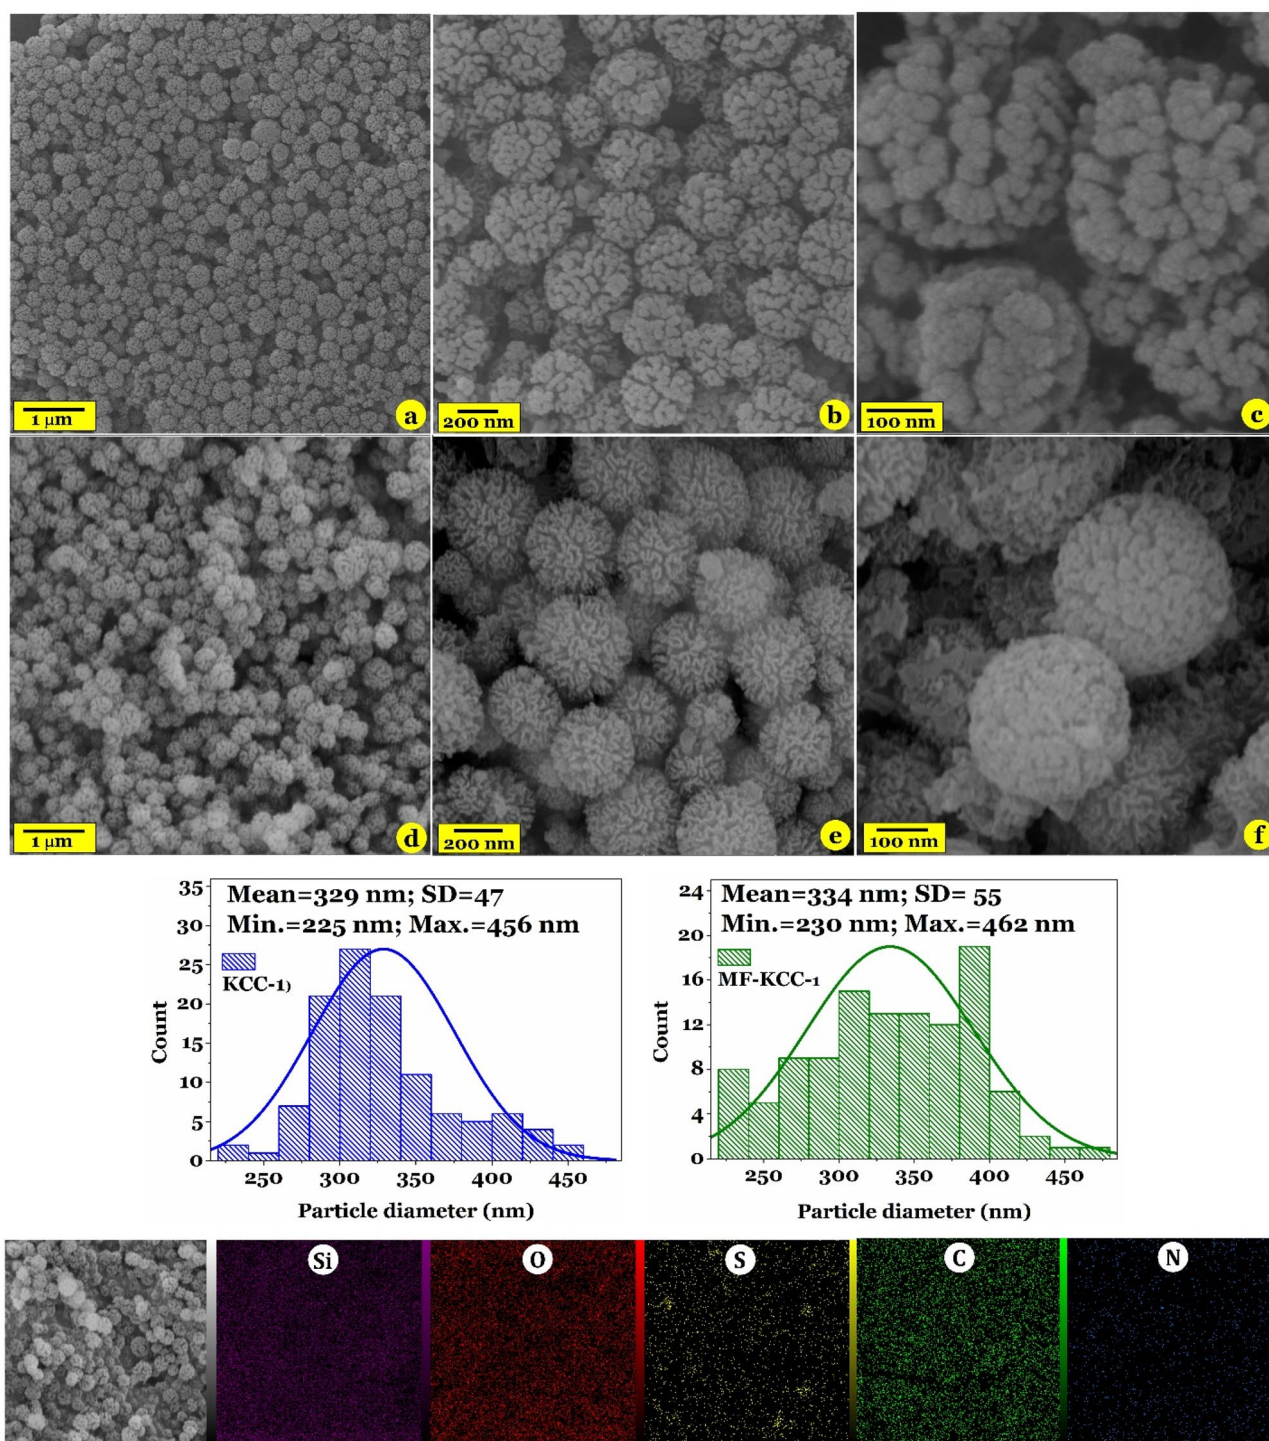 1 μm
a
200 nm
b
100 nm
c
1 μm
d
200 nm
e
100 nm
f
Mean=329 nm; SD=47
Min.=225 nm; Max.=456 nm
KCC-1)
35
30
25
20
15
10
5
0
Count
250 300 350 400 450
Particle diameter (nm)
Mean=334 nm; SD= 55
Min.=230 nm; Max.=462 nm
MF-KCC-1
24
20
16
12
8
4
0
Count
250 300 350 400 450
Particle diameter (nm)
Si
O
S
C
N